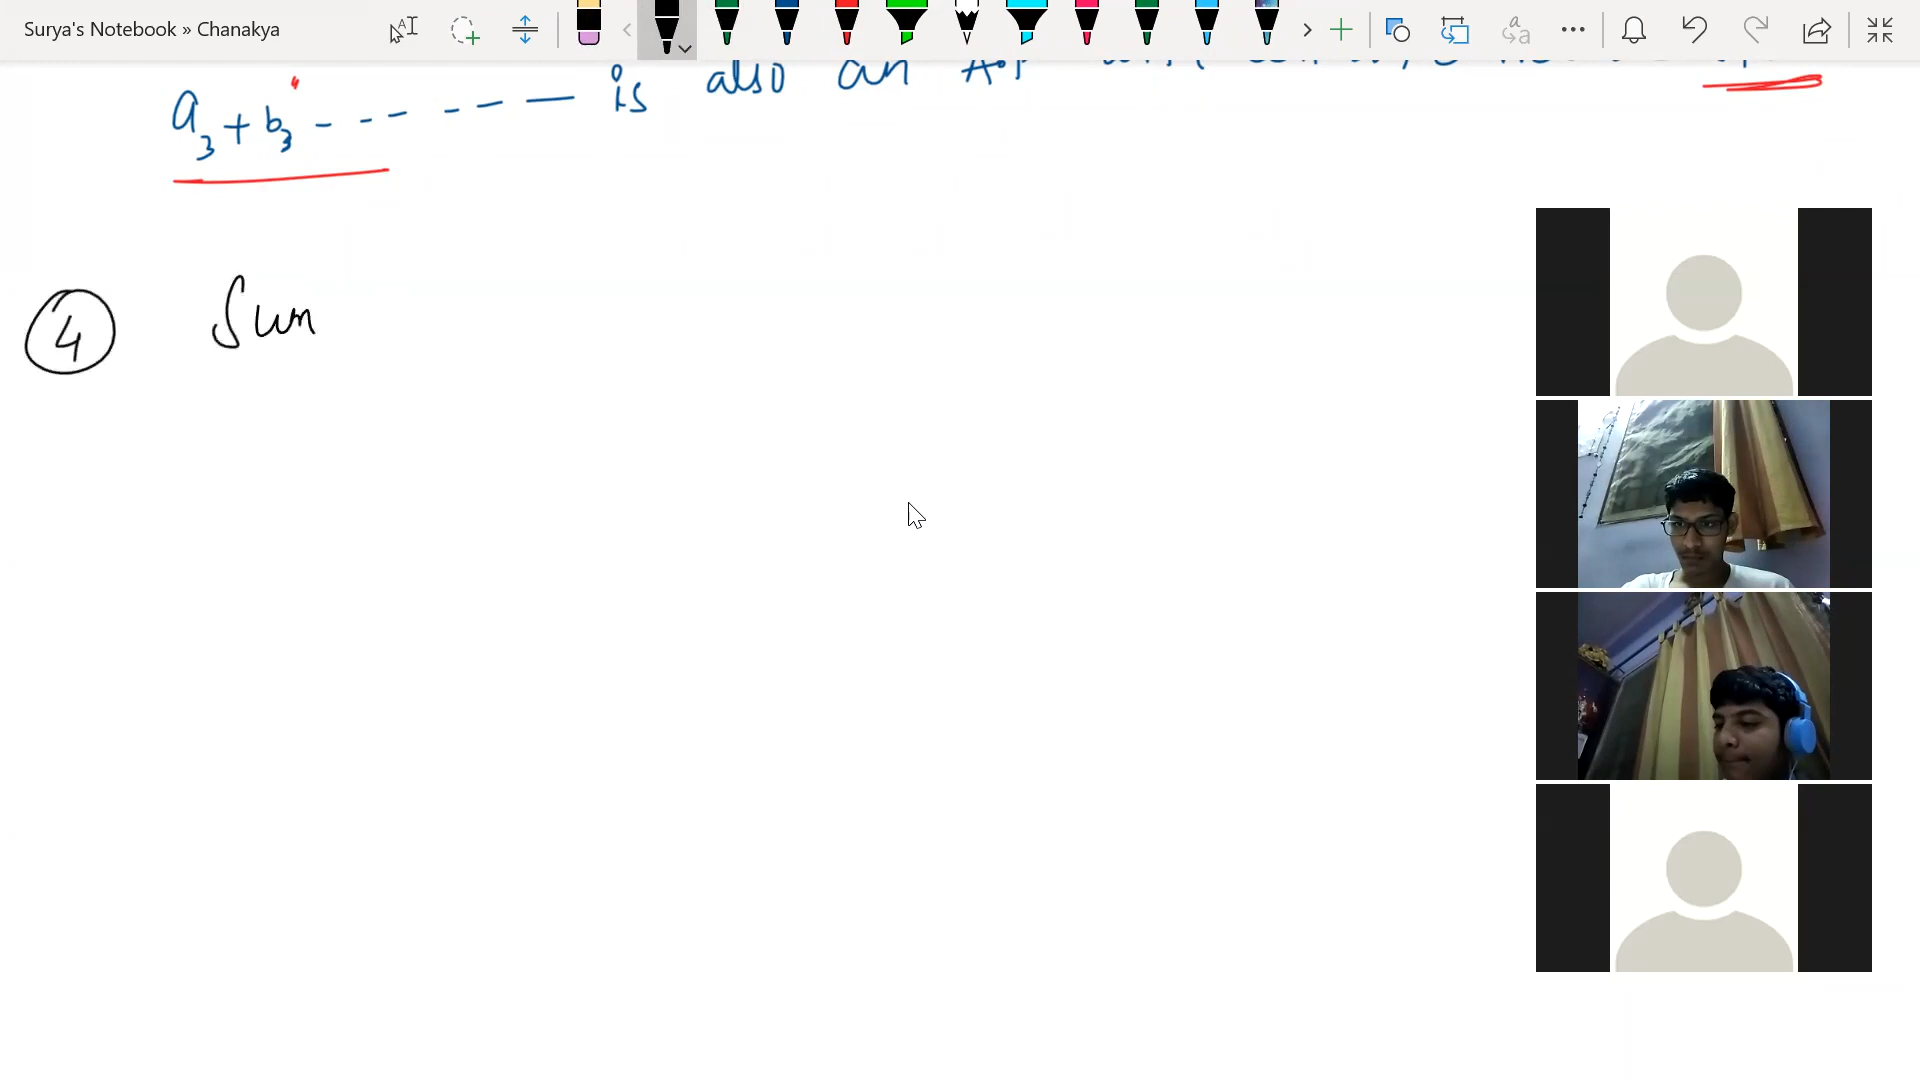 Surya's Notebook » Chanakya
a₃ + b₃ - - - - - — is also an A.P
④ Sum